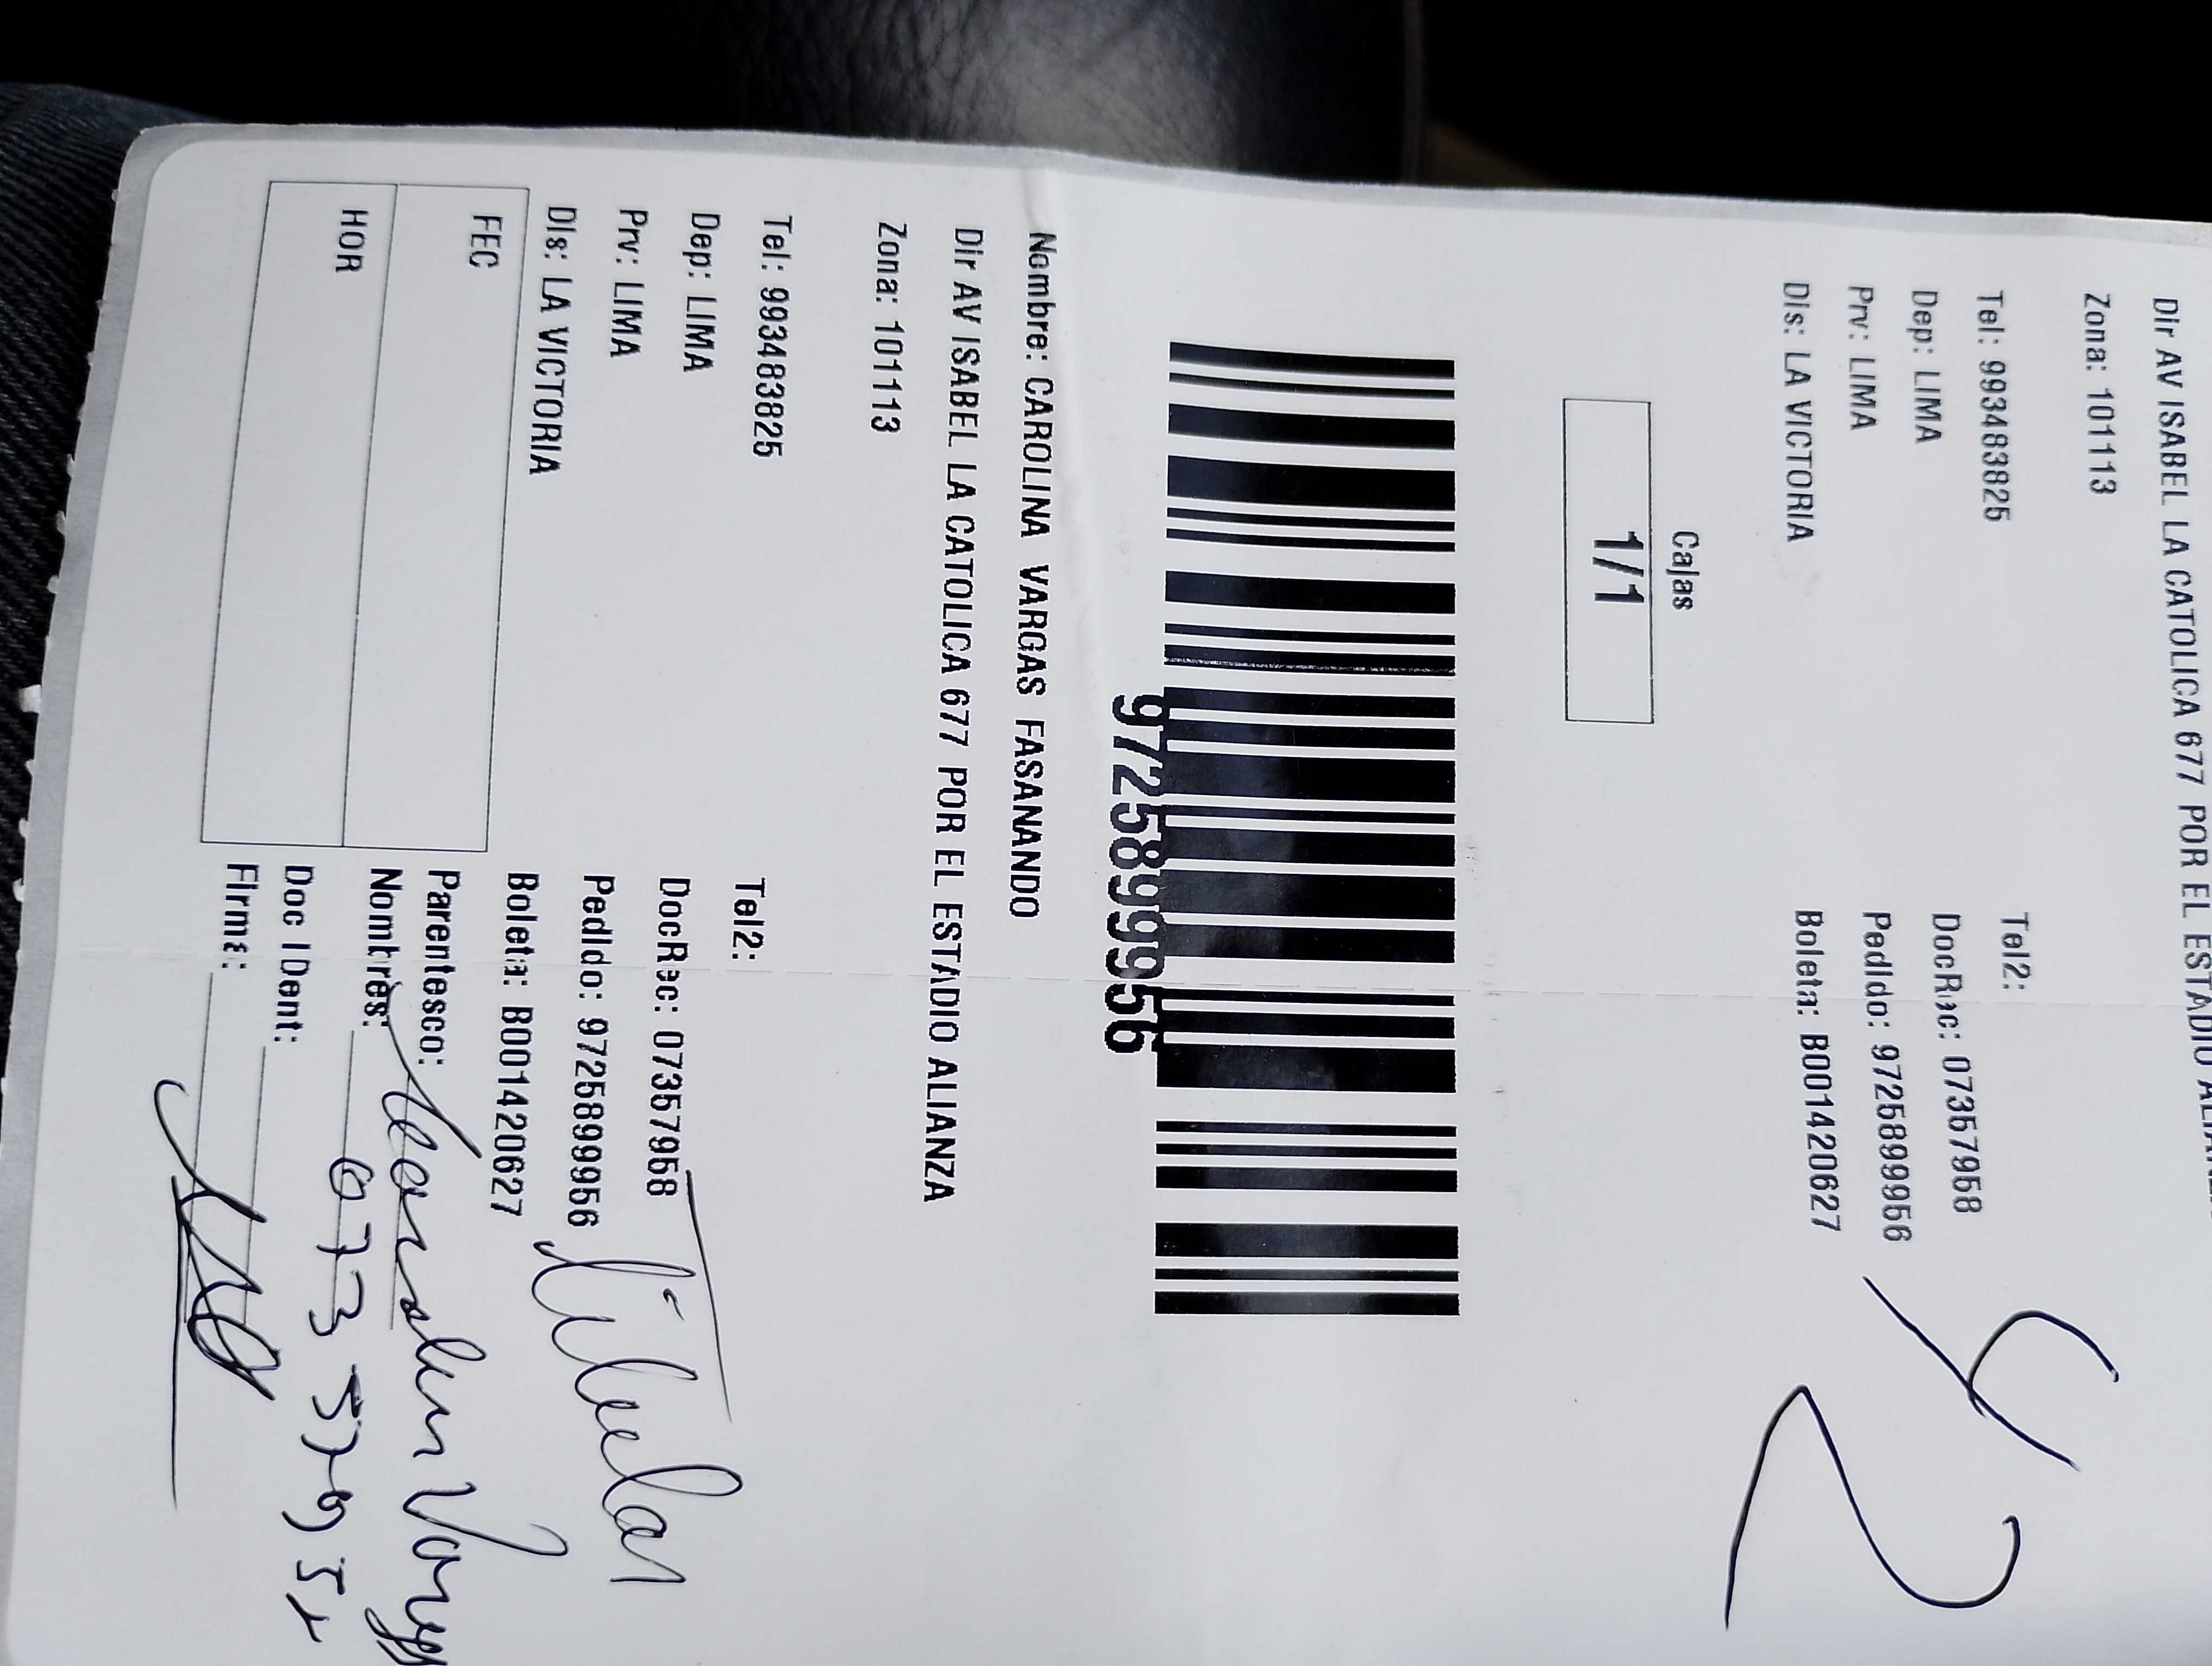 Dir AV ISABEL LA CATOLICA 677 POR EL ESTADIO
Zona: 101113
Tel: 993483825
Tel2:
Dep: LIMA
DocRec: 07357958
Prv: LIMA
Pedido: 9725899956
Dis: LA VICTORIA
Boleta: B001420627
42
Cajas
1/1
9725899956
Nombre: CAROLINA VARGAS FASANANDO
Dir AV ISABEL LA CATOLICA 677 POR EL ESTADIO ALIANZA
Zona: 101113
Tel: 993483825
Tel2:
Dep: LIMA
DocRec: 07357958
Prv: LIMA
Pedido: 9725899956
Dis: LA VICTORIA
Boleta: B001420627
FEC
Parentesco:
HOR
Nombres:
Doc IDent:
Firma: